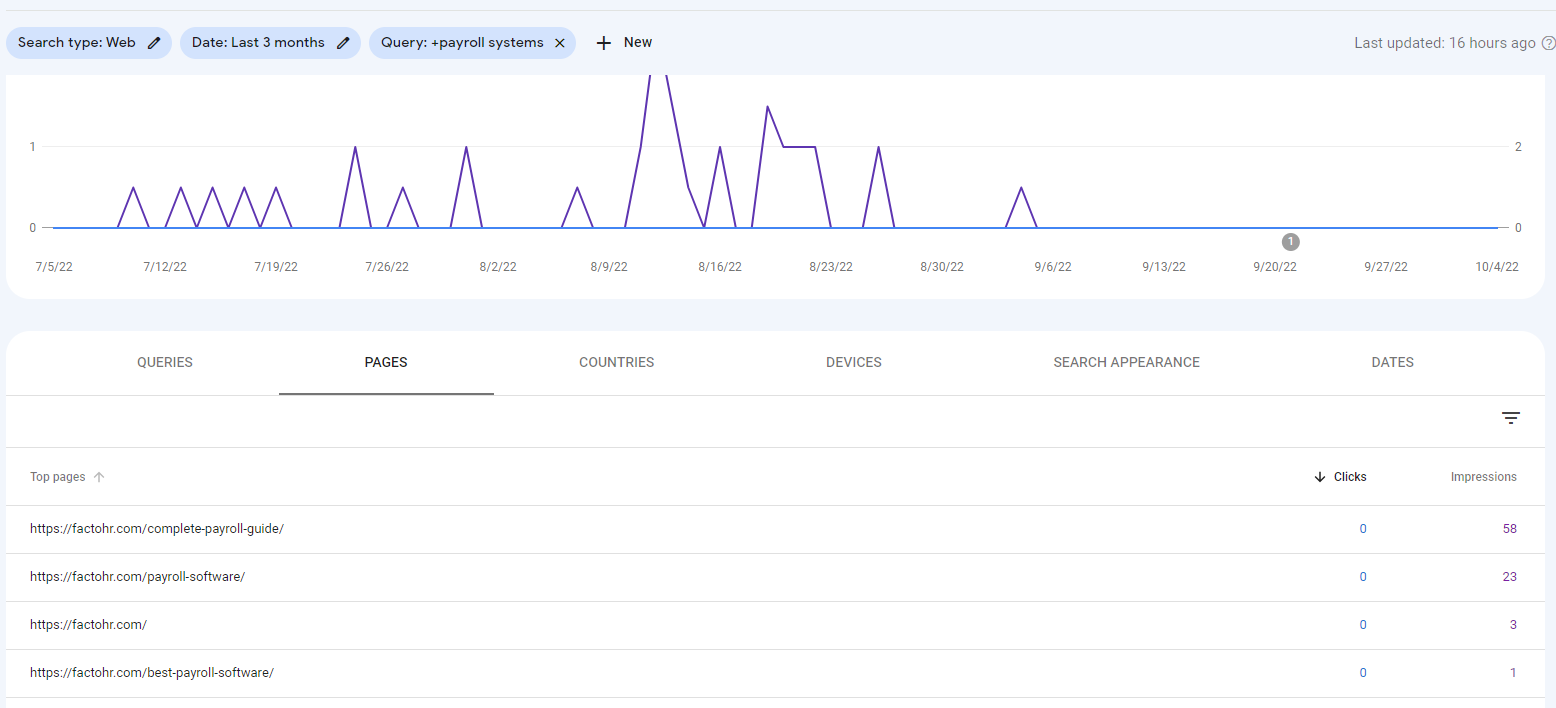 Search type: Web Date: Last 3 months Query: +payroll systems × + New Last updated: 16 hours ago ?
1 2
0 0
1
7/5/22 7/12/22 7/19/22 7/26/22 8/2/22 8/9/22 8/16/22 8/23/22 8/30/22 9/6/22 9/13/22 9/20/22 9/27/22 10/4/22
QUERIES PAGES COUNTRIES DEVICES SEARCH APPEARANCE DATES
Top pages ↑ ↓ Clicks Impressions
https://factohr.com/complete-payroll-guide/ 0 58
https://factohr.com/payroll-software/ 0 23
https://factohr.com/ 0 3
https://factohr.com/best-payroll-software/ 0 1